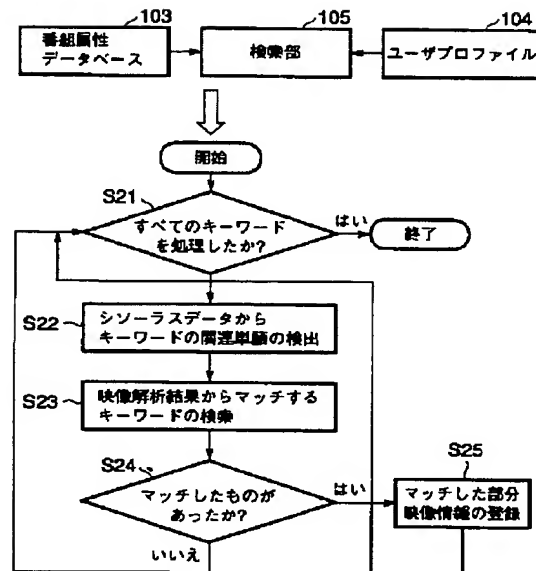 103
105
104
番組属性
データベース
検索部
ユーザプロファイル
開始
S21
すべてのキーワード
を処理したか?
はい
終了
S22
シソーラスデータから
キーワードの関連単語の検出
S23
映像解析結果からマッチする
キーワードの検索
S24
マッチしたものが
あったか?
はい
いいえ
S25
マッチした部分
映像情報の登録